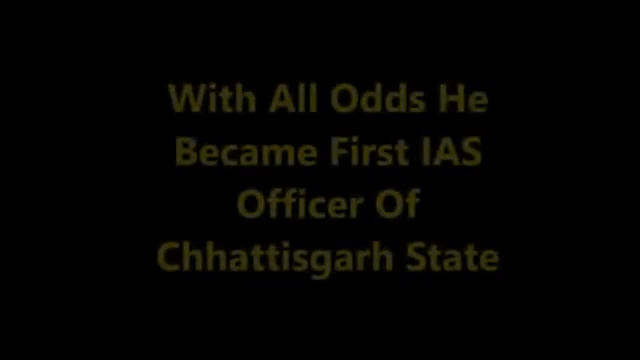 With All Odds He
Became First IAS
Officer Of
Chhattisgarh State